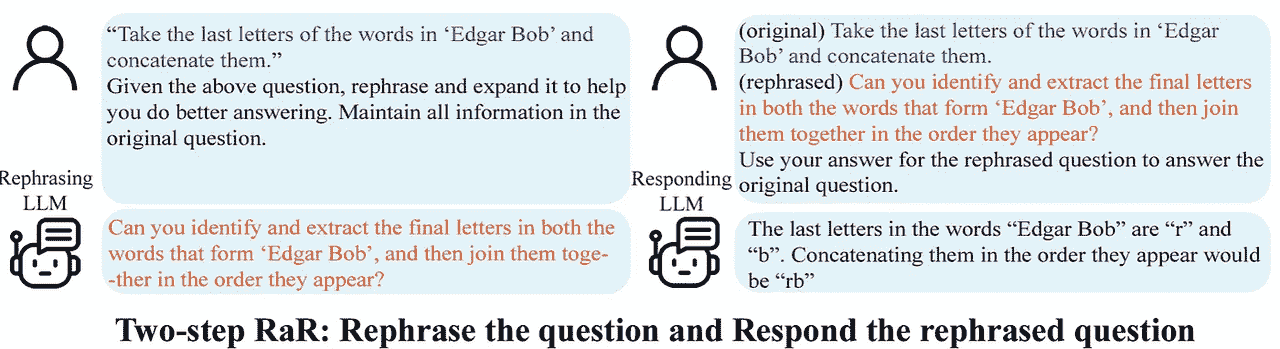 “Take the last letters of the words in ‘Edgar Bob’ and
concatenate them.”
Given the above question, rephrase and expand it to help
you do better answering. Maintain all information in the
original question.
Rephrasing
LLM
Can you identify and extract the final letters in both the
words that form ‘Edgar Bob’, and then join them toge-
-ther in the order they appear?
(original) Take the last letters of the words in ‘Edgar
Bob’ and concatenate them.
(rephrased) Can you identify and extract the final letters
in both the words that form ‘Edgar Bob’, and then join
them together in the order they appear?
Use your answer for the rephrased question to answer the
original question.
Responding
LLM
The last letters in the words “Edgar Bob” are “r” and
“b”. Concatenating them in the order they appear would
be “rb”
Two-step RaR: Rephrase the question and Respond the rephrased question